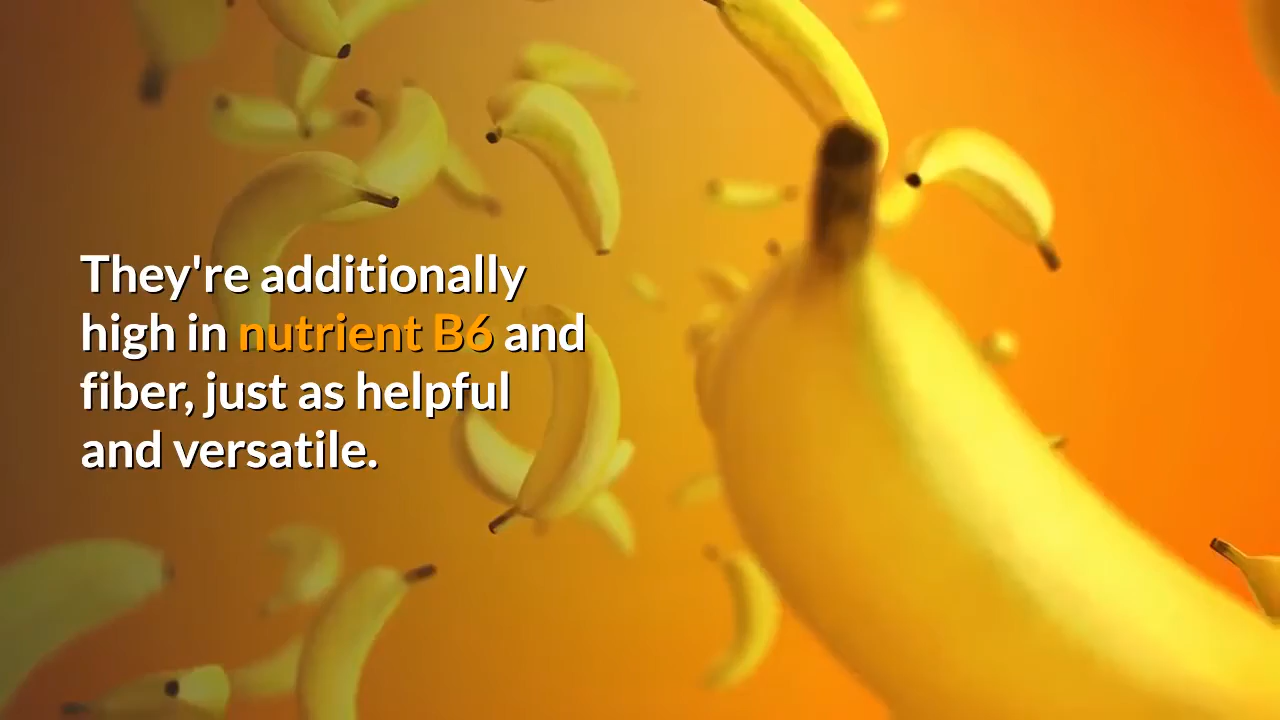 They're additionally
high in nutrient B6 and
fiber, just as helpful
and versatile.